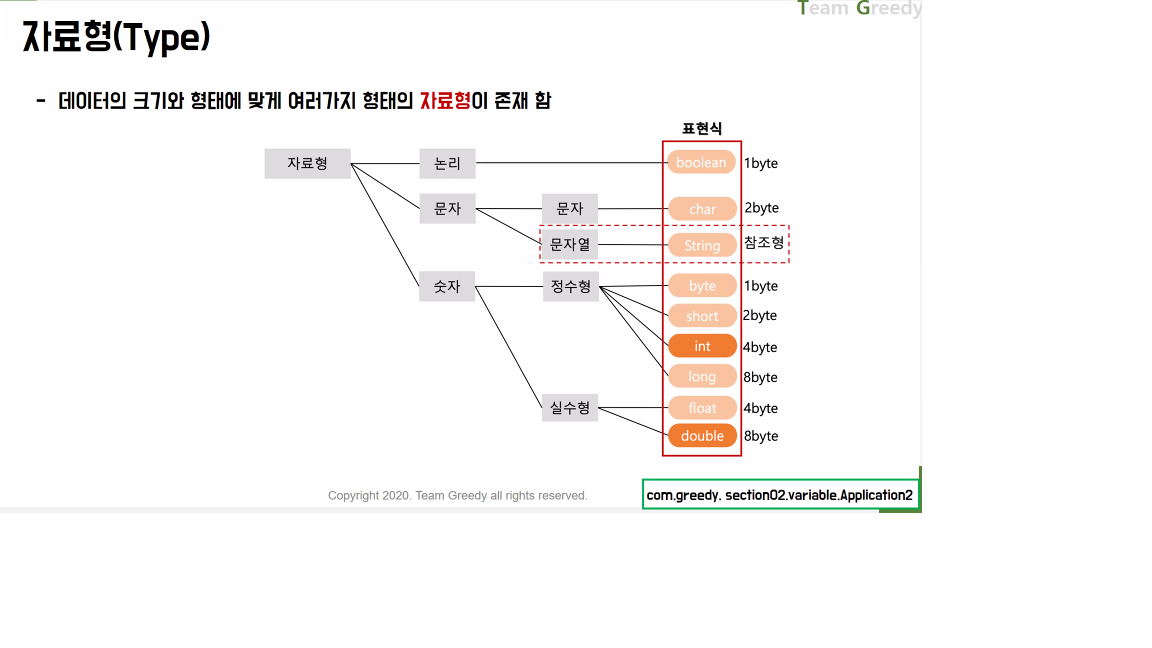 Team Greedy
자료형(Type)
- 데이터의 크기와 형태에 맞게 여러가지 형태의 자료형이 존재 함
표현식
자료형 논리 boolean 1byte
문자 문자 char 2byte
문자열 String 참조형
숫자 정수형 byte 1byte
short 2byte
int 4byte
long 8byte
실수형 float 4byte
double 8byte
Copyright 2020. Team Greedy all rights reserved.
com.greedy. section02.variable.Application2